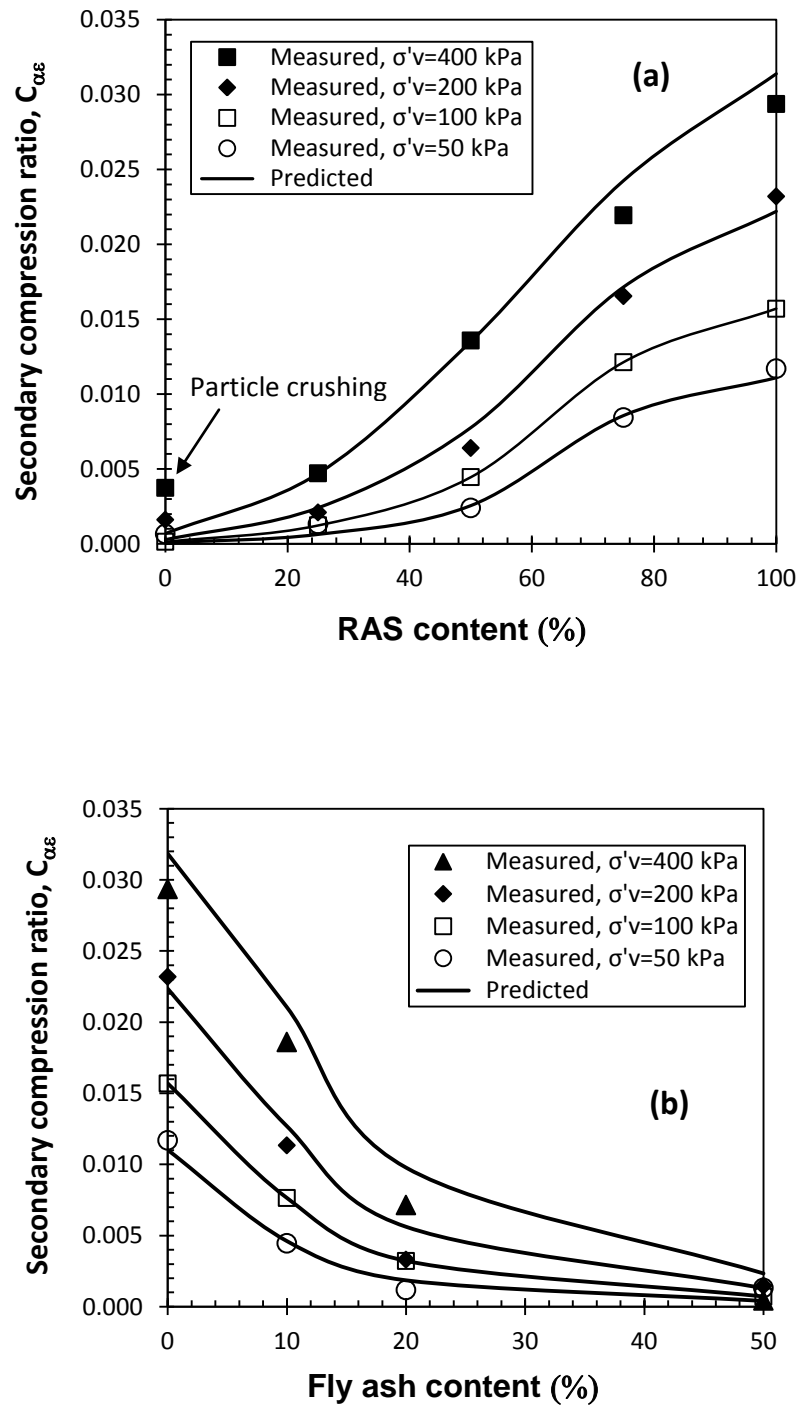 0.035
0.030
0.025
0.020
0.015
0.010
0.005
0.000
Secondary compression ratio, Cαε
Measured, σ'v=400 kPa
Measured, σ'v=200 kPa
Measured, σ'v=100 kPa
Measured, σ'v=50 kPa
Predicted
(a)
Particle crushing
0 20 40 60 80 100
RAS content (%)
0.035
0.030
0.025
0.020
0.015
0.010
0.005
0.000
Secondary compression ratio, Cαε
Measured, σ'v=400 kPa
Measured, σ'v=200 kPa
Measured, σ'v=100 kPa
Measured, σ'v=50 kPa
Predicted
(b)
0 10 20 30 40 50
Fly ash content (%)